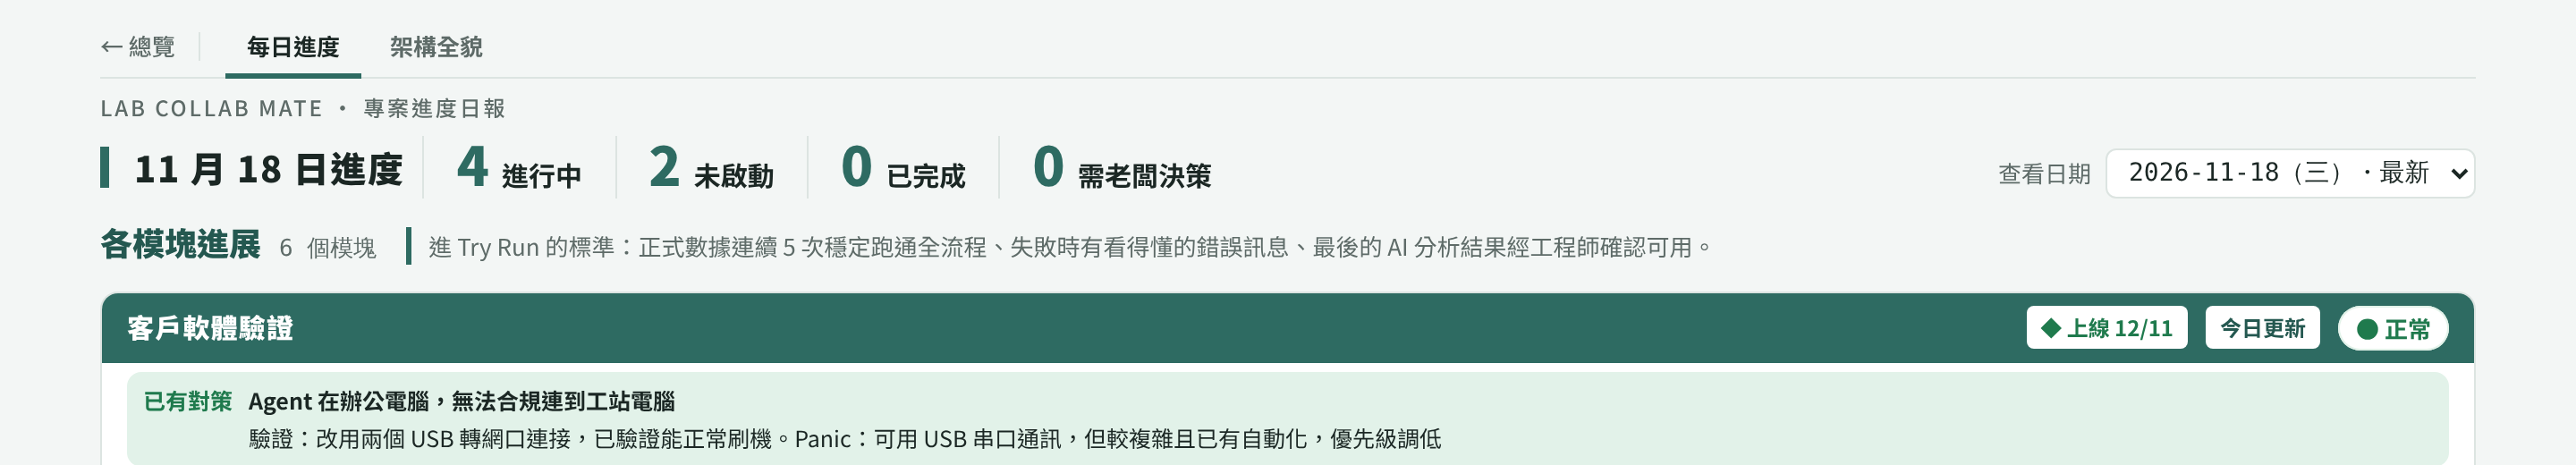 ← 總覽
每日進度
架構全貌
LAB COLLAB MATE · 專案進度日報
11 月 18 日進度
4 進行中
2 未啟動
0 已完成
0 需老闆決策
查看日期
2026-11-18（三）・最新
各模塊進展 6 個模塊
進 Try Run 的標準：正式數據連續 5 次穩定跑通全流程、失敗時有看得懂的錯誤訊息、最後的 AI 分析結果經工程師確認可用。
客戶軟體驗證
◆ 上線 12/11
今日更新
● 正常
已有對策 Agent 在辦公電腦，無法合規連到工站電腦
驗證：改用兩個 USB 轉網口連接，已驗證能正常刷機。Panic：可用 USB 串口通訊，但較複雜且已有自動化，優先級調低